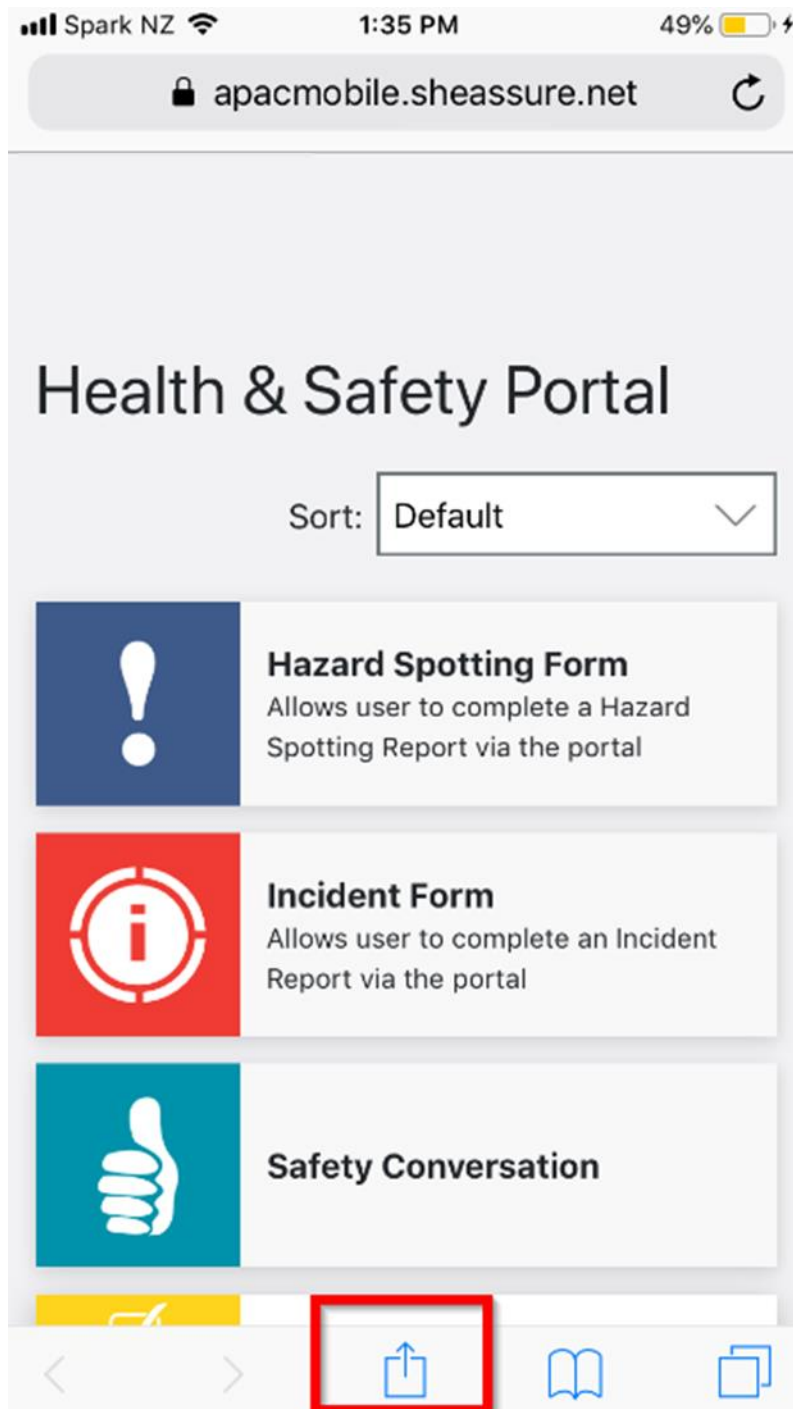 Spark NZ 1:35 PM 49%
apacmobile.sheassure.net
Health & Safety Portal
Sort: Default
Hazard Spotting Form
Allows user to complete a Hazard
Spotting Report via the portal
Incident Form
Allows user to complete an Incident
Report via the portal
Safety Conversation